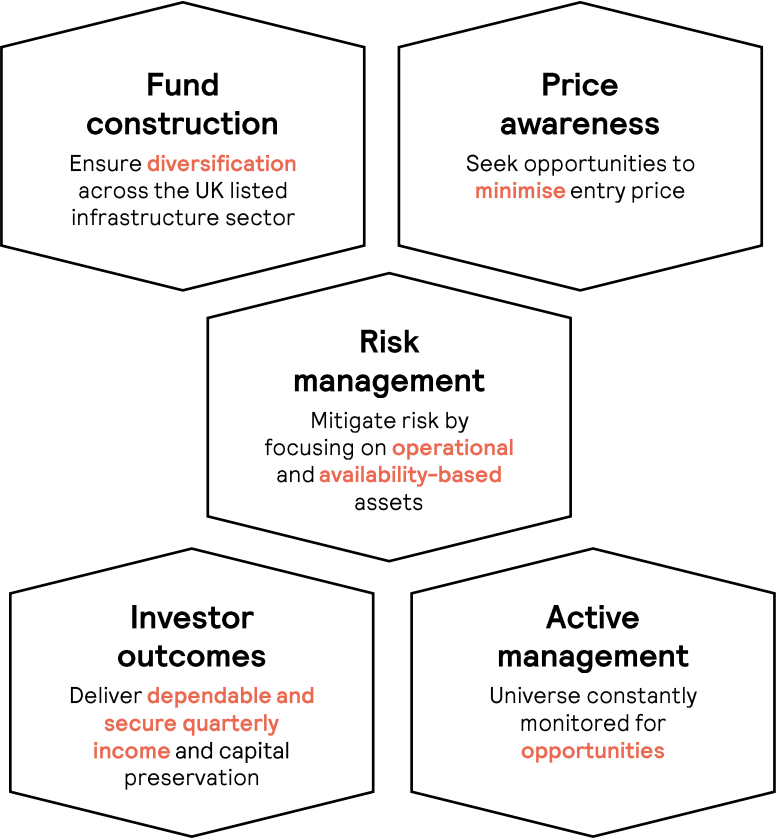 Fund
construction
Ensure diversification
across the UK listed
infrastructure sector
Price
awareness
Seek opportunities to
minimise entry price
Risk
management
Mitigate risk by
focusing on operational
and availability-based
assets
Investor
outcomes
Deliver dependable and
secure quarterly
income and capital
preservation
Active
management
Universe constantly
monitored for
opportunities